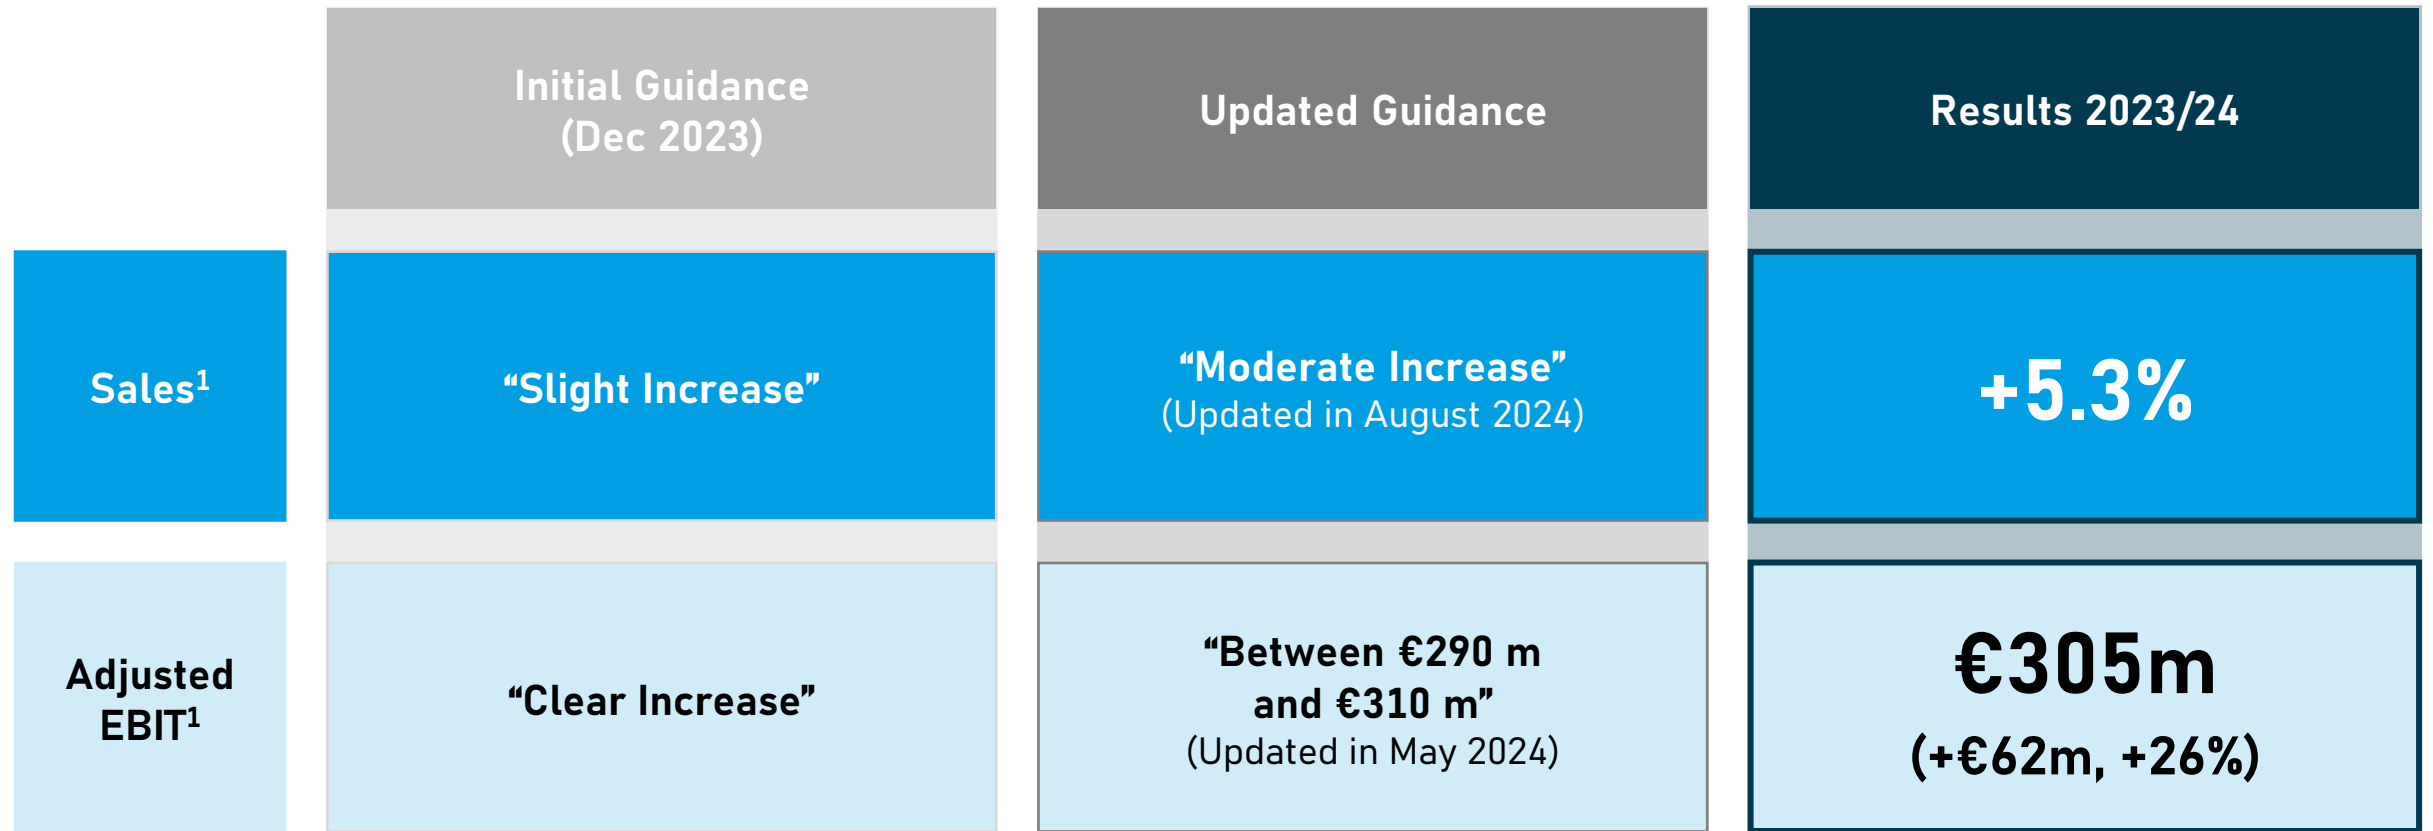 Initial Guidance
(Dec 2023)
Updated Guidance
Results 2023/24
Sales¹
“Slight Increase”
“Moderate Increase”
(Updated in August 2024)
+5.3%
Adjusted
EBIT¹
“Clear Increase”
“Between €290 m
and €310 m”
(Updated in May 2024)
€305m
(+€62m, +26%)